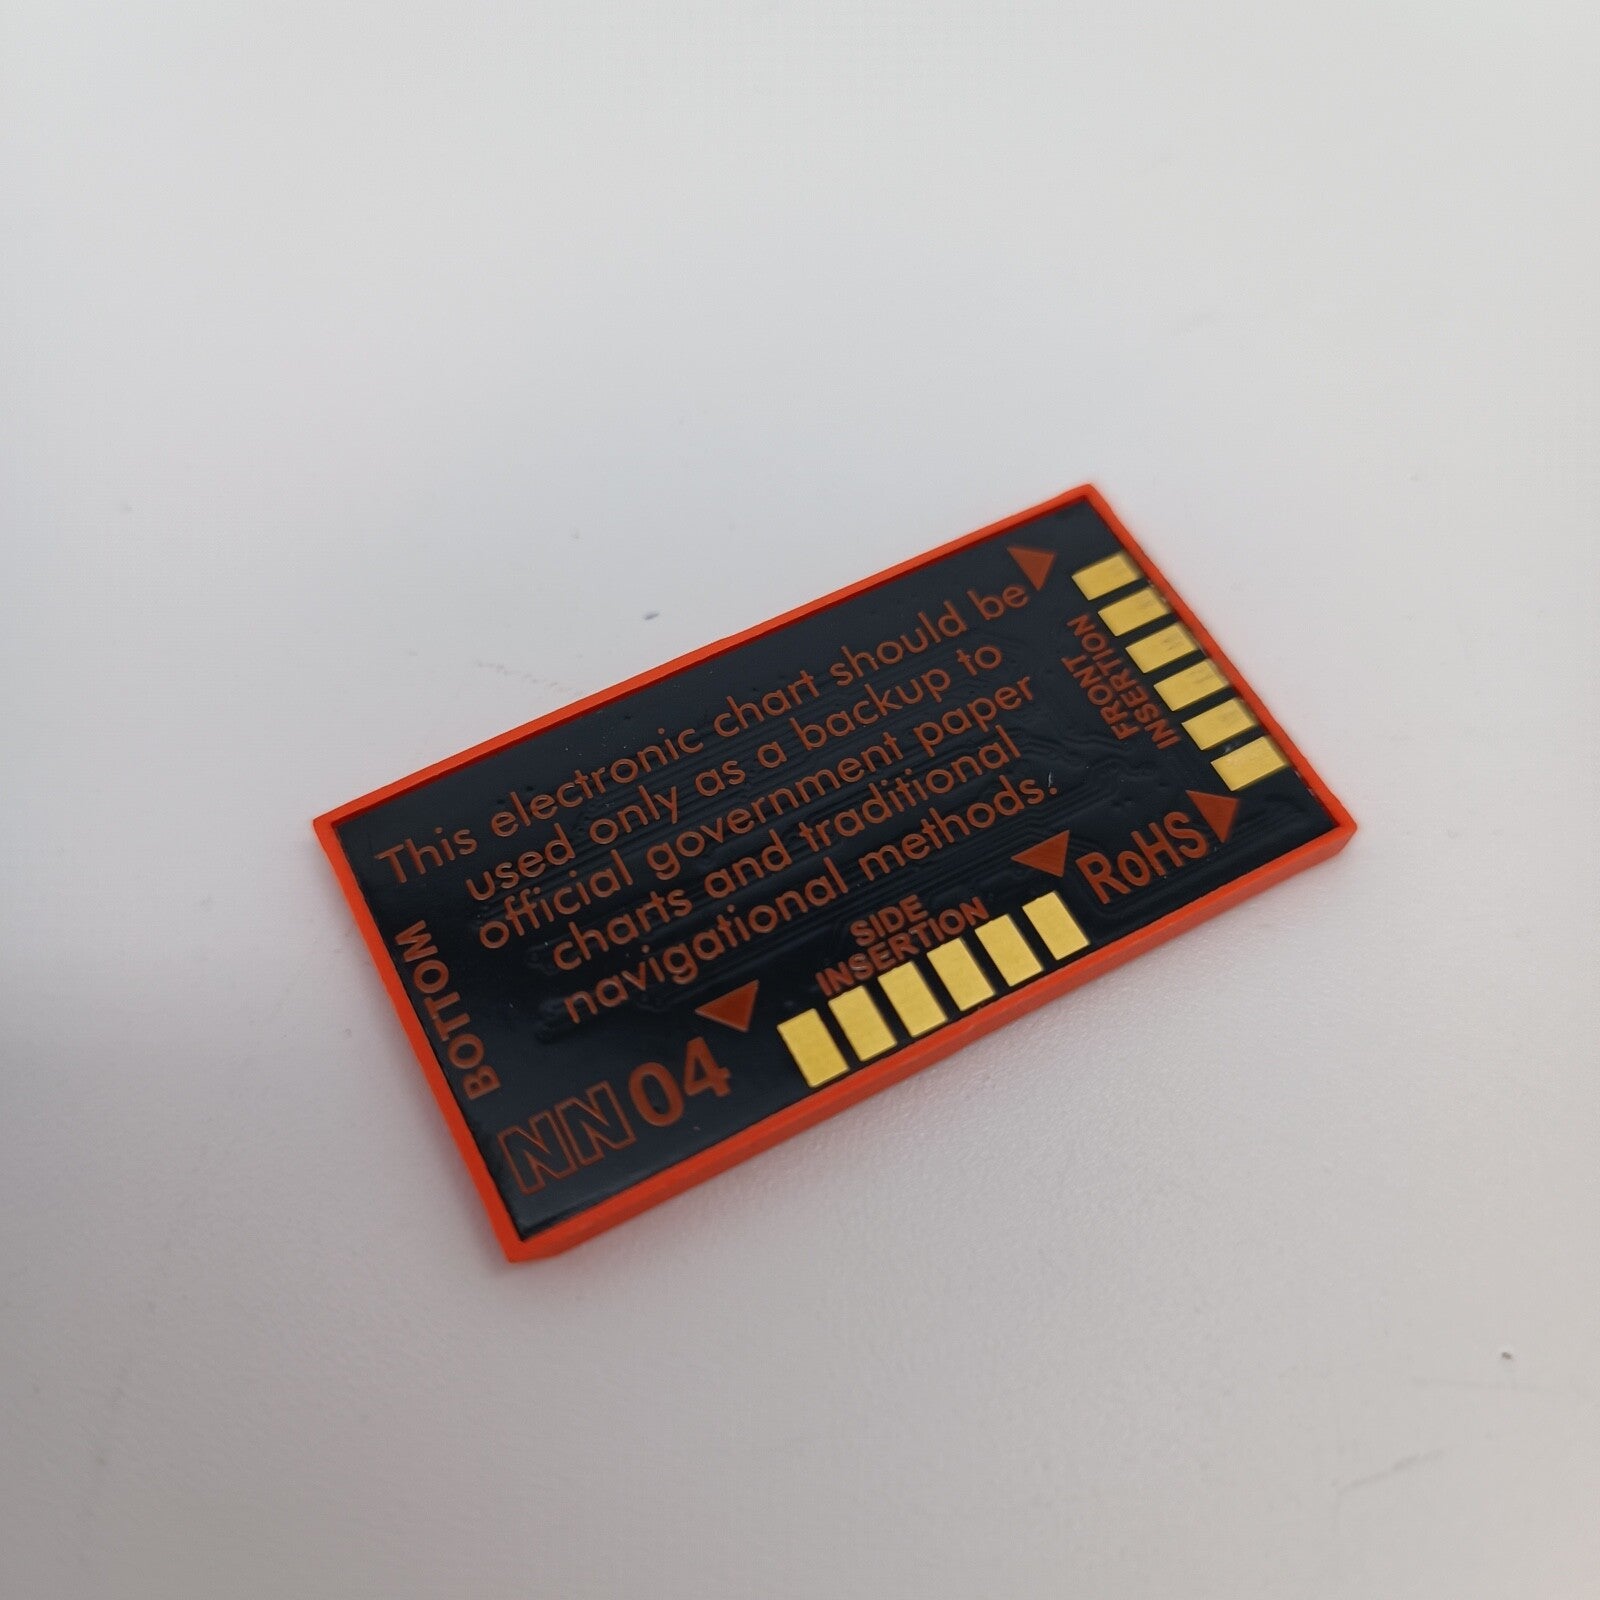 This electronic chart should be
used only as a backup to
official government paper
charts and traditional
navigational methods!
FRONT
INSERTION
SIDE
INSERTION
RoHS
BOTTOM
NN04